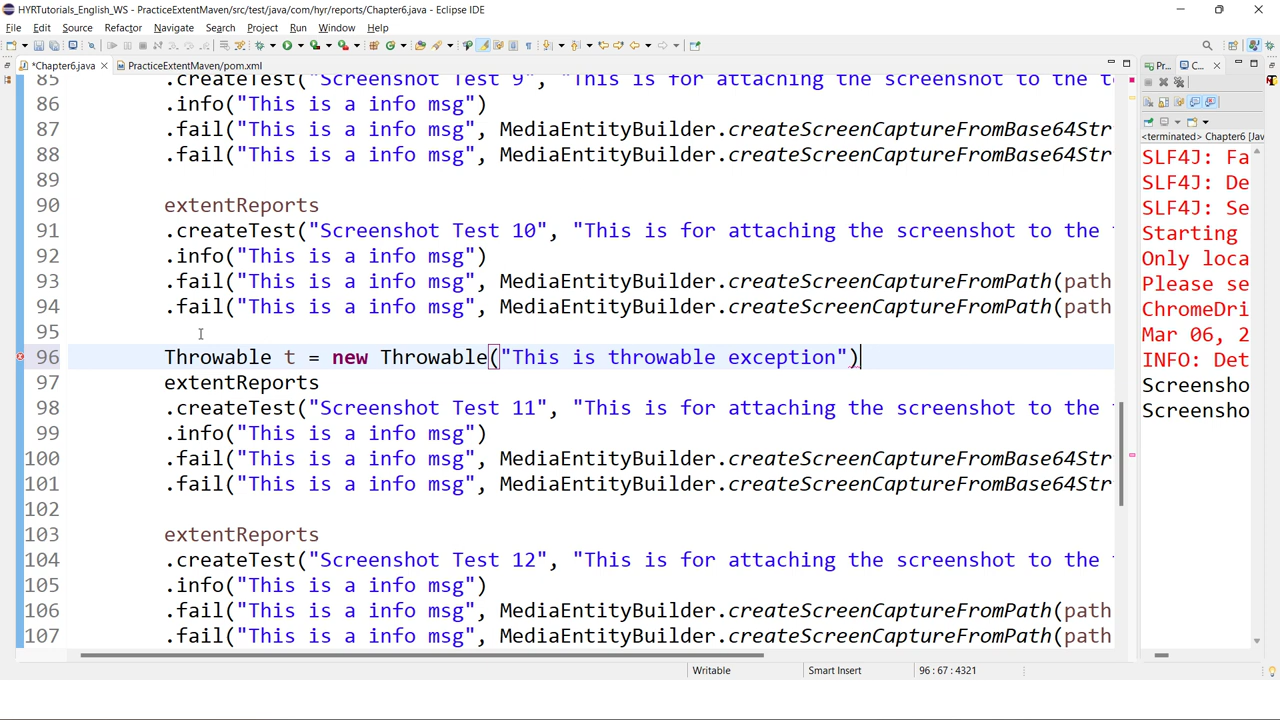 HYRTutorials_English_WS - PracticeExtentMaven/src/test/java/com/hyr/reports/Chapter6.java - Eclipse IDE
File Edit Source Refactor Navigate Search Project Run Window Help
*Chapter6.java PracticeExtentMaven/pom.xml Pr... C...
85 .createTest("Screenshot Test 9", "This is for attaching the screenshot to the te
86 .info("This is a info msg")
87 .fail("This is a info msg", MediaEntityBuilder.createScreenCaptureFromBase64Str
88 .fail("This is a info msg", MediaEntityBuilder.createScreenCaptureFromBase64Str
89
90 extentReports
91 .createTest("Screenshot Test 10", "This is for attaching the screenshot to the t
92 .info("This is a info msg")
93 .fail("This is a info msg", MediaEntityBuilder.createScreenCaptureFromPath(path
94 .fail("This is a info msg", MediaEntityBuilder.createScreenCaptureFromPath(path
95
96 Throwable t = new Throwable("This is throwable exception")
97 extentReports
98 .createTest("Screenshot Test 11", "This is for attaching the screenshot to the t
99 .info("This is a info msg")
100 .fail("This is a info msg", MediaEntityBuilder.createScreenCaptureFromBase64Str
101 .fail("This is a info msg", MediaEntityBuilder.createScreenCaptureFromBase64Str
102
103 extentReports
104 .createTest("Screenshot Test 12", "This is for attaching the screenshot to the t
105 .info("This is a info msg")
106 .fail("This is a info msg", MediaEntityBuilder.createScreenCaptureFromPath(path
107 .fail("This is a info msg", MediaEntityBuilder.createScreenCaptureFromPath(path
<terminated> Chapter6 [Jav
SLF4J: Fa
SLF4J: De
SLF4J: Se
Starting
Only loca
Please se
ChromeDri
Mar 06, 2
INFO: Det
Screensho
Screensho
Writable Smart Insert 96 : 67 : 4321